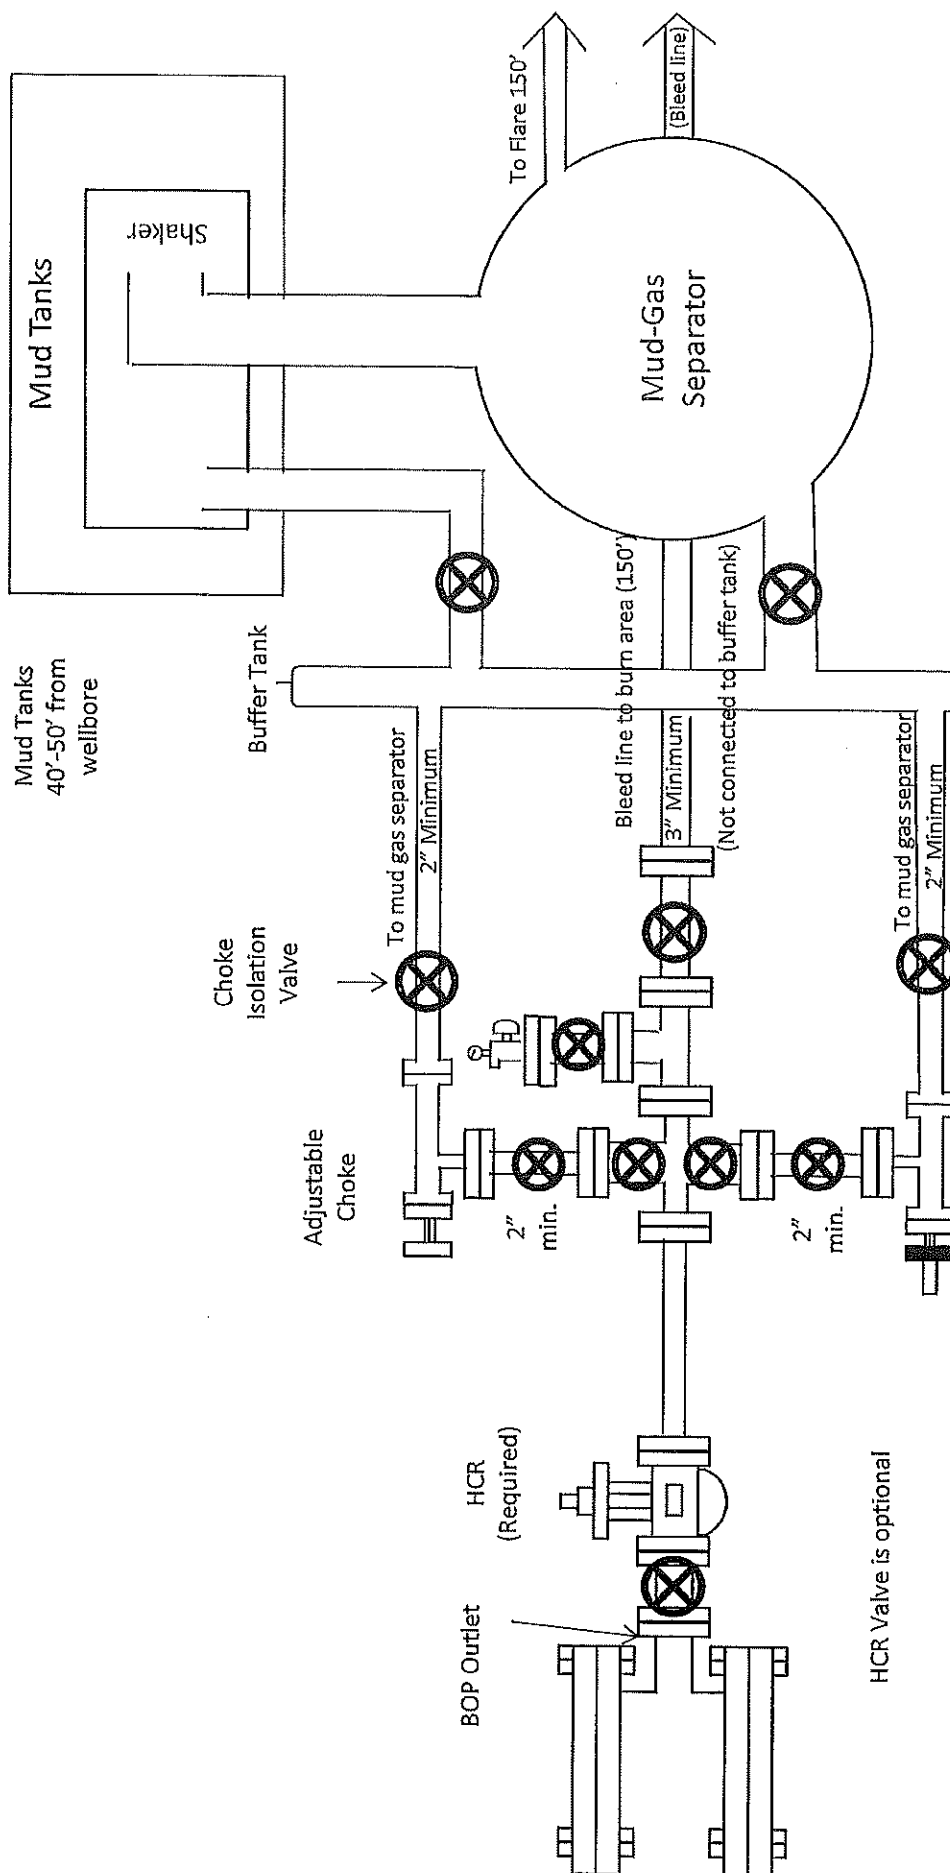 Mud Tanks
40'-50' from
wellbore
Mud Tanks
Shaker
Buffer Tank
To Flare 150'
(Bleed line)
Mud-Gas
Separator
Choke
Isolation
Valve
To mud gas separator
2" Minimum
Bleed line to burn area (150')
3" Minimum
(Not connected to buffer tank)
To mud gas separator
2" Minimum
Adjustable
Choke
2"
min.
2"
min.
HCR
(Required)
BOP Outlet
HCR Valve is optional